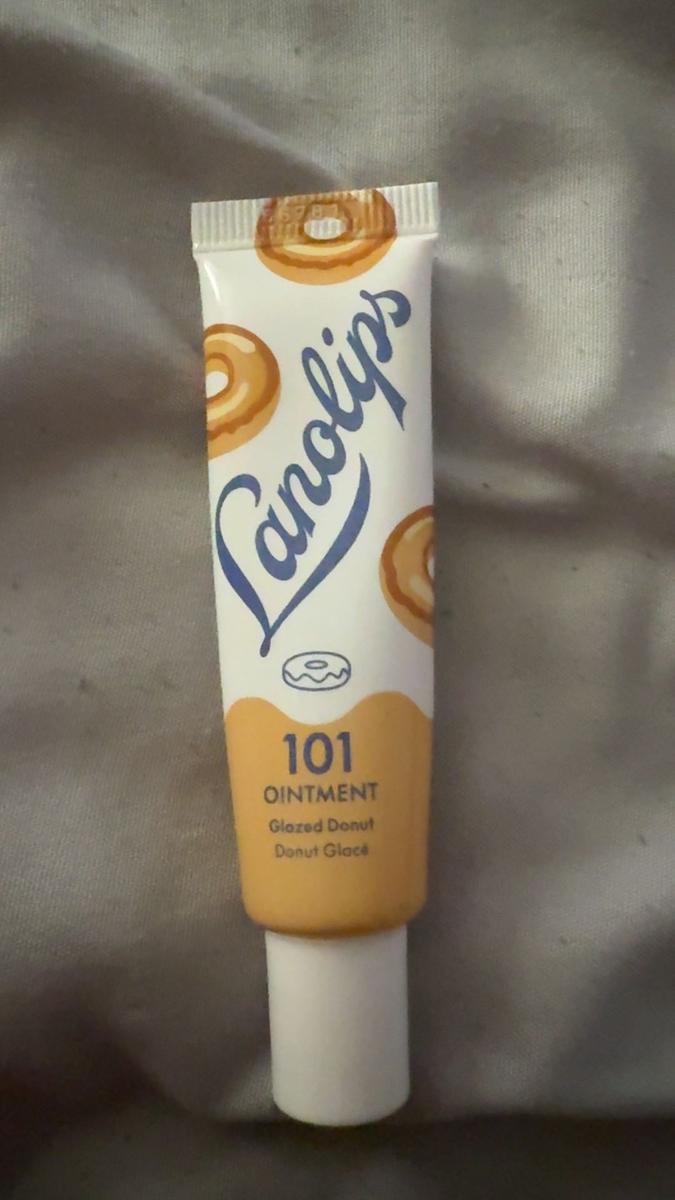 Lanolips
101
OINTMENT
Glazed Donut
Donut Glacé